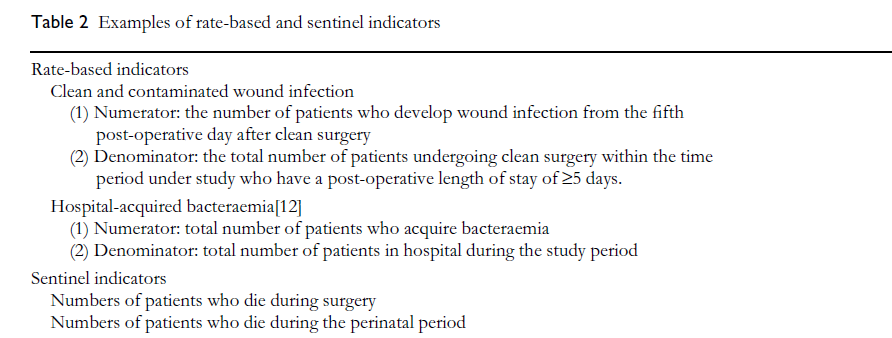 Table 2 Examples of rate-based and sentinel indicators
Rate-based indicators
Clean and contaminated wound infection
(1) Numerator: the number of patients who develop wound infection from the fifth
post-operative day after clean surgery
(2) Denominator: the total number of patients undergoing clean surgery within the time
period under study who have a post-operative length of stay of ≥5 days.
Hospital-acquired bacteraemia[12]
(1) Numerator: total number of patients who acquire bacteraemia
(2) Denominator: total number of patients in hospital during the study period
Sentinel indicators
Numbers of patients who die during surgery
Numbers of patients who die during the perinatal period